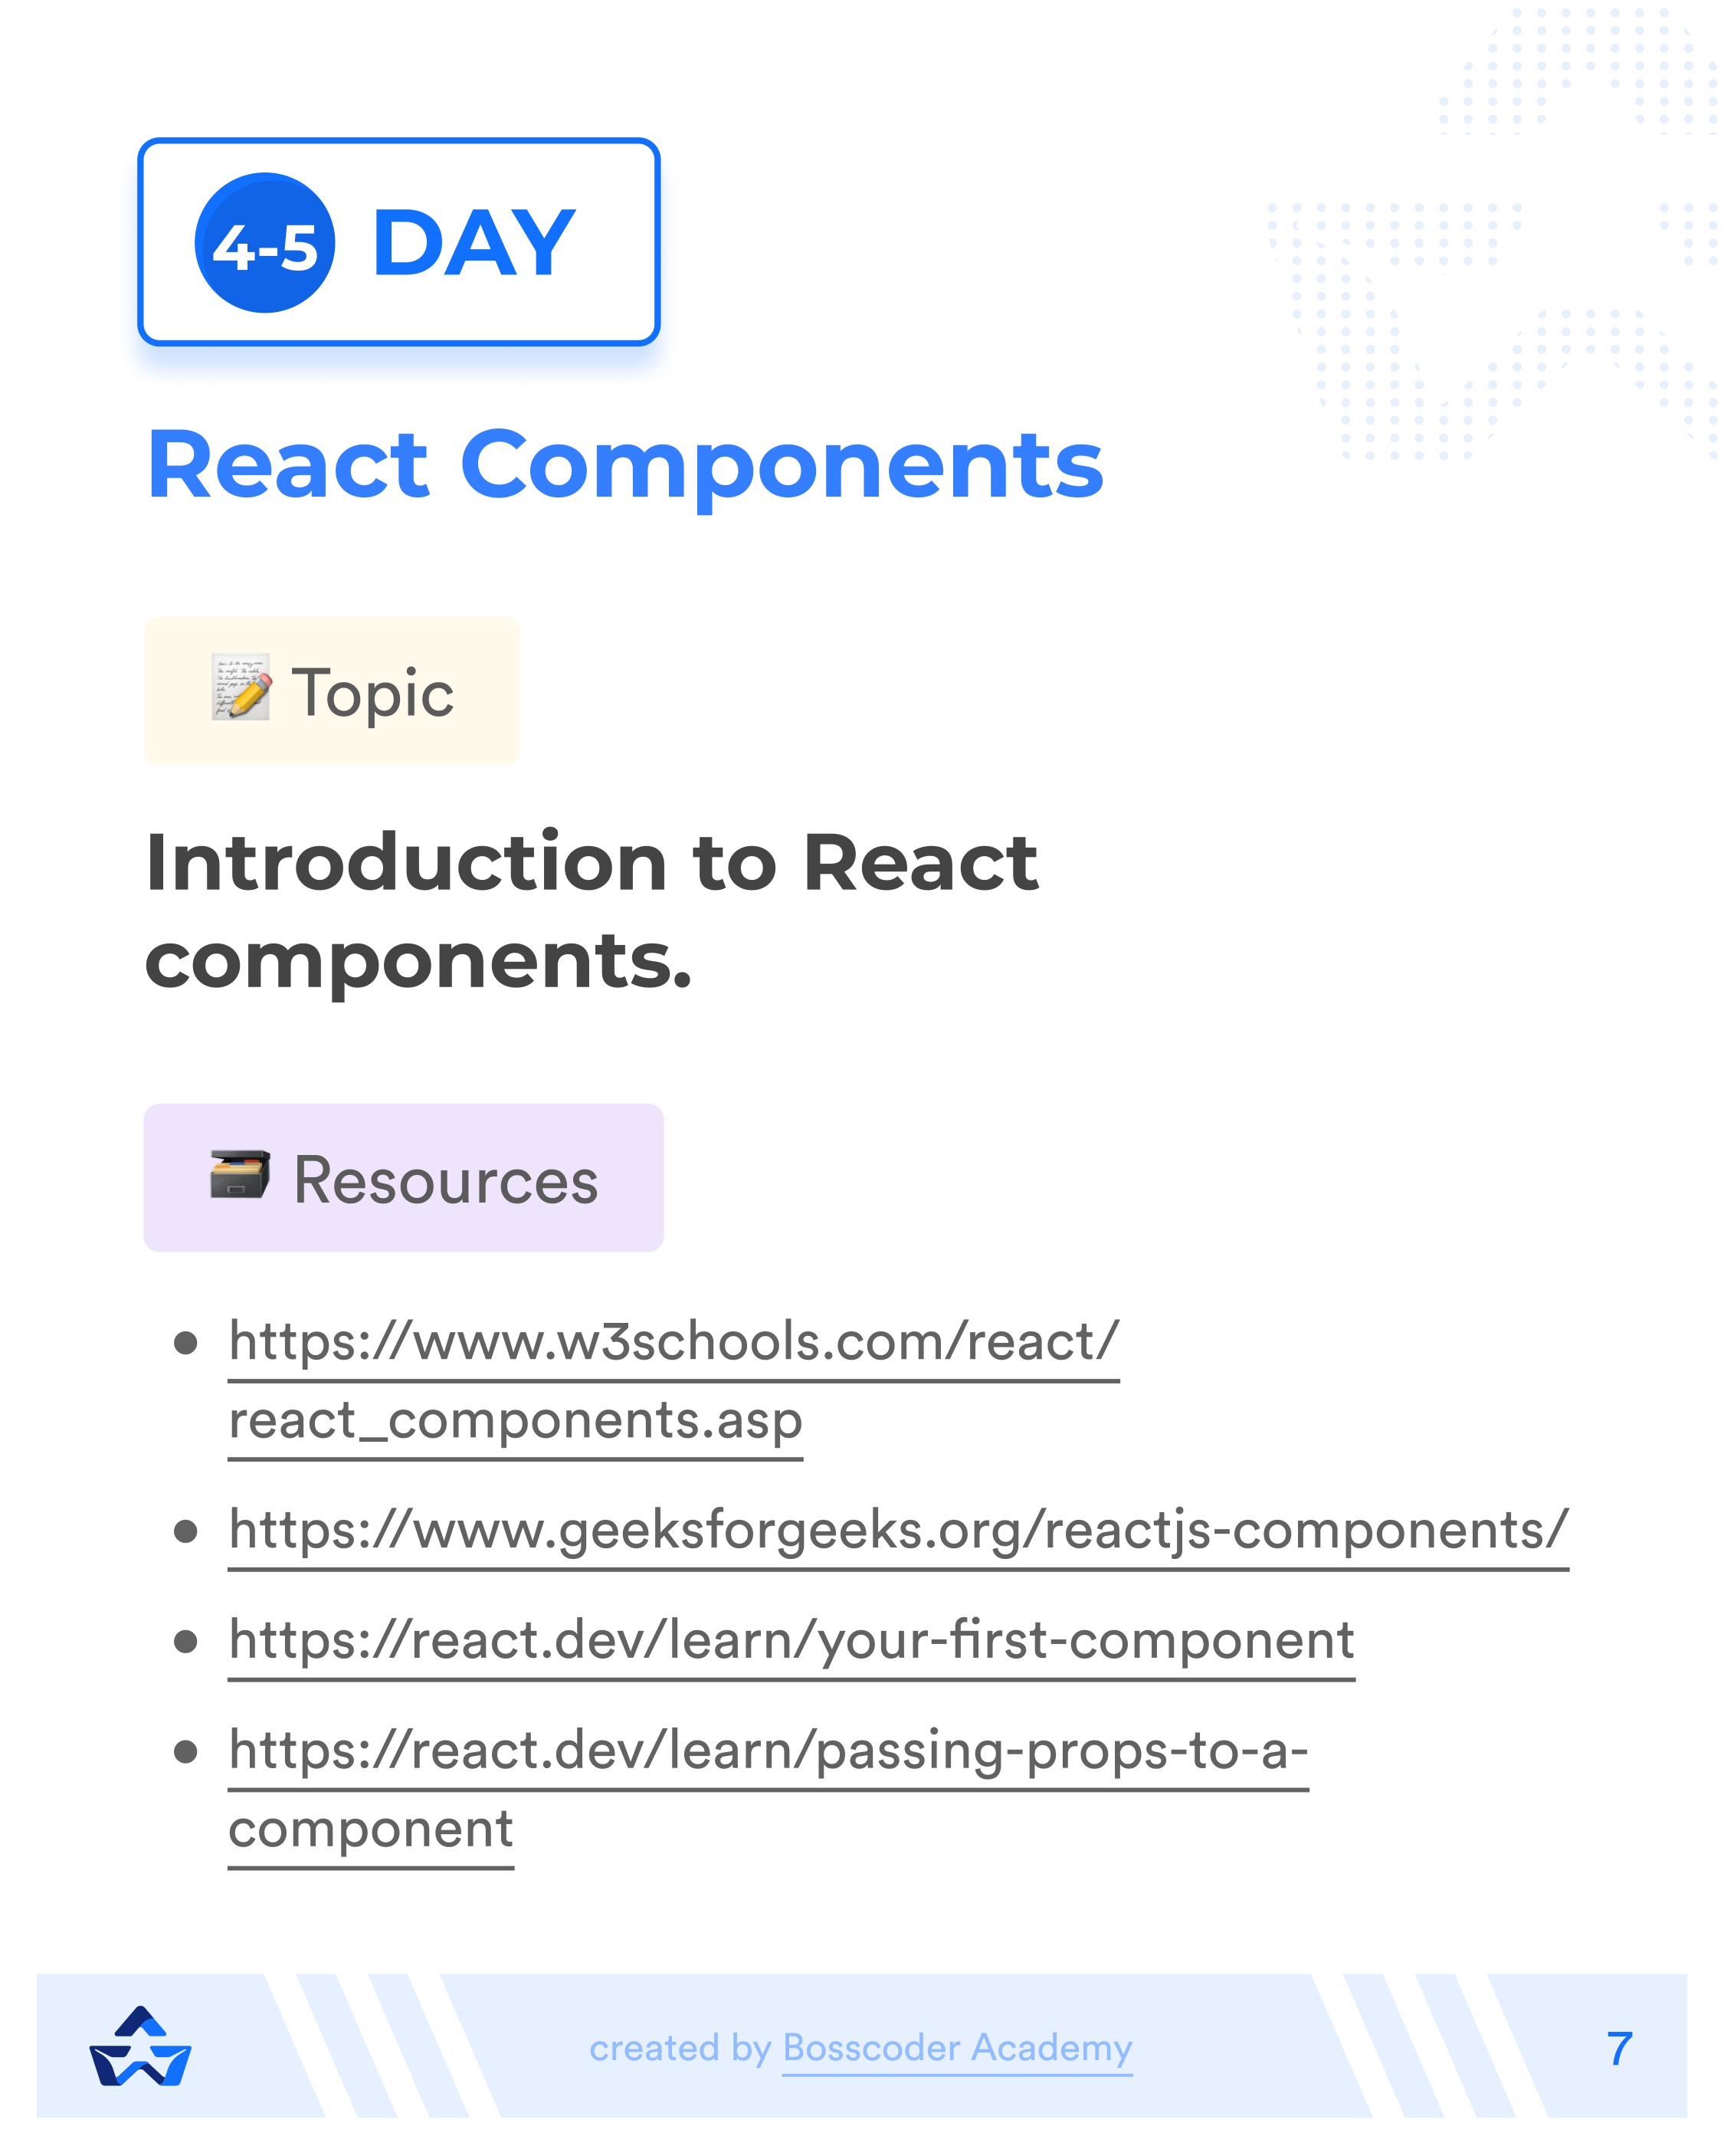 4-5 DAY
React Components
Topic
Introduction to React
components.
Resources
https://www.w3schools.com/react/
react_components.asp
https://www.geeksforgeeks.org/reactjs-components/
https://react.dev/learn/your-first-component
https://react.dev/learn/passing-props-to-a-
component
created by Bosscoder Academy
7